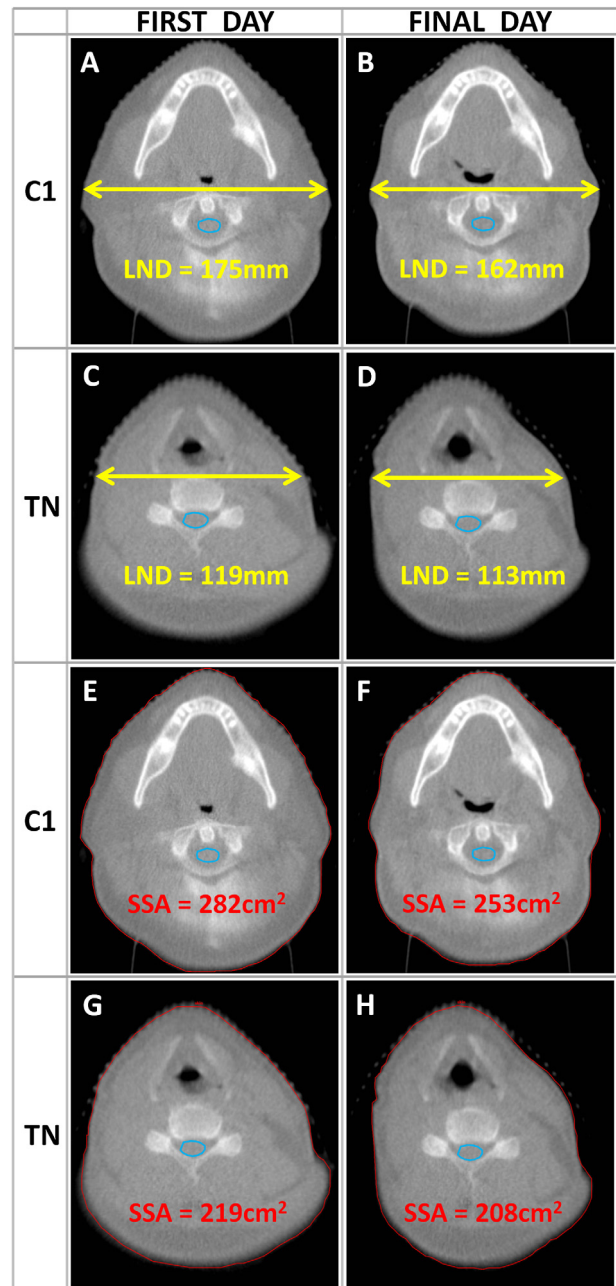 FIRST DAY FINAL DAY
A B
C1
LND = 175mm LND = 162mm
C D
TN
LND = 119mm LND = 113mm
E F
C1
SSA = 282cm²  SSA = 253cm²
G H
TN
SSA = 219cm² SSA = 208cm²